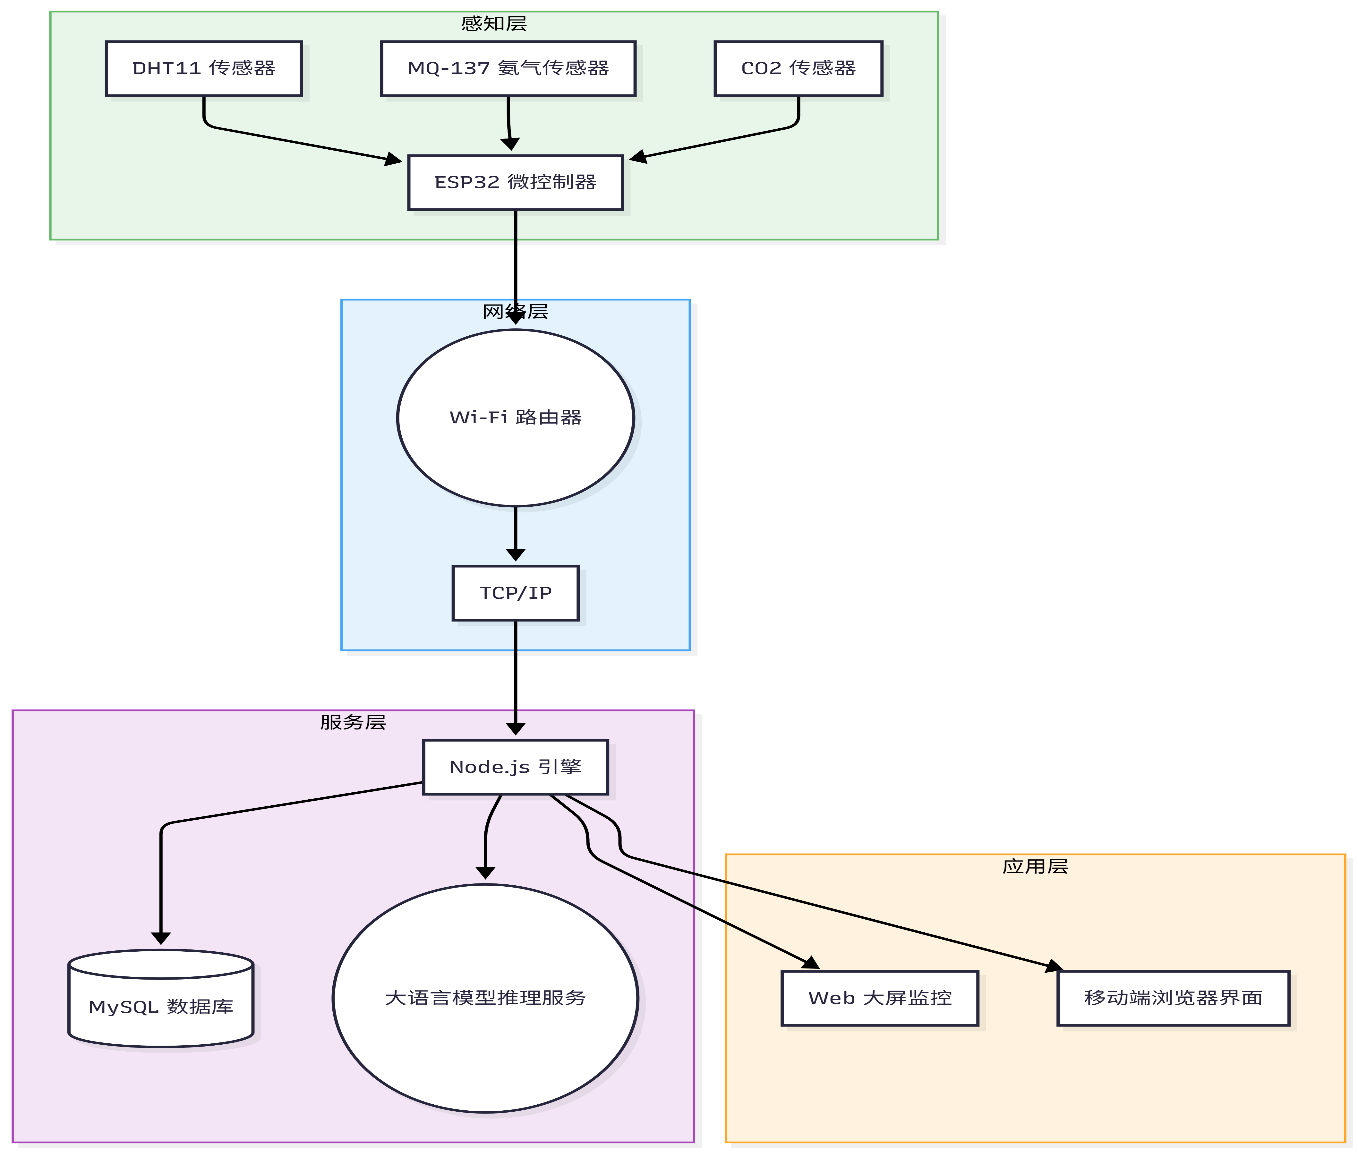 感知层
DHT11 传感器
MQ-137 氨气传感器
CO2 传感器
ESP32 微控制器
网络层
Wi-Fi 路由器
TCP/IP
服务层
Node.js 引擎
MySQL 数据库
大语言模型推理服务
应用层
Web 大屏监控
移动端浏览器界面